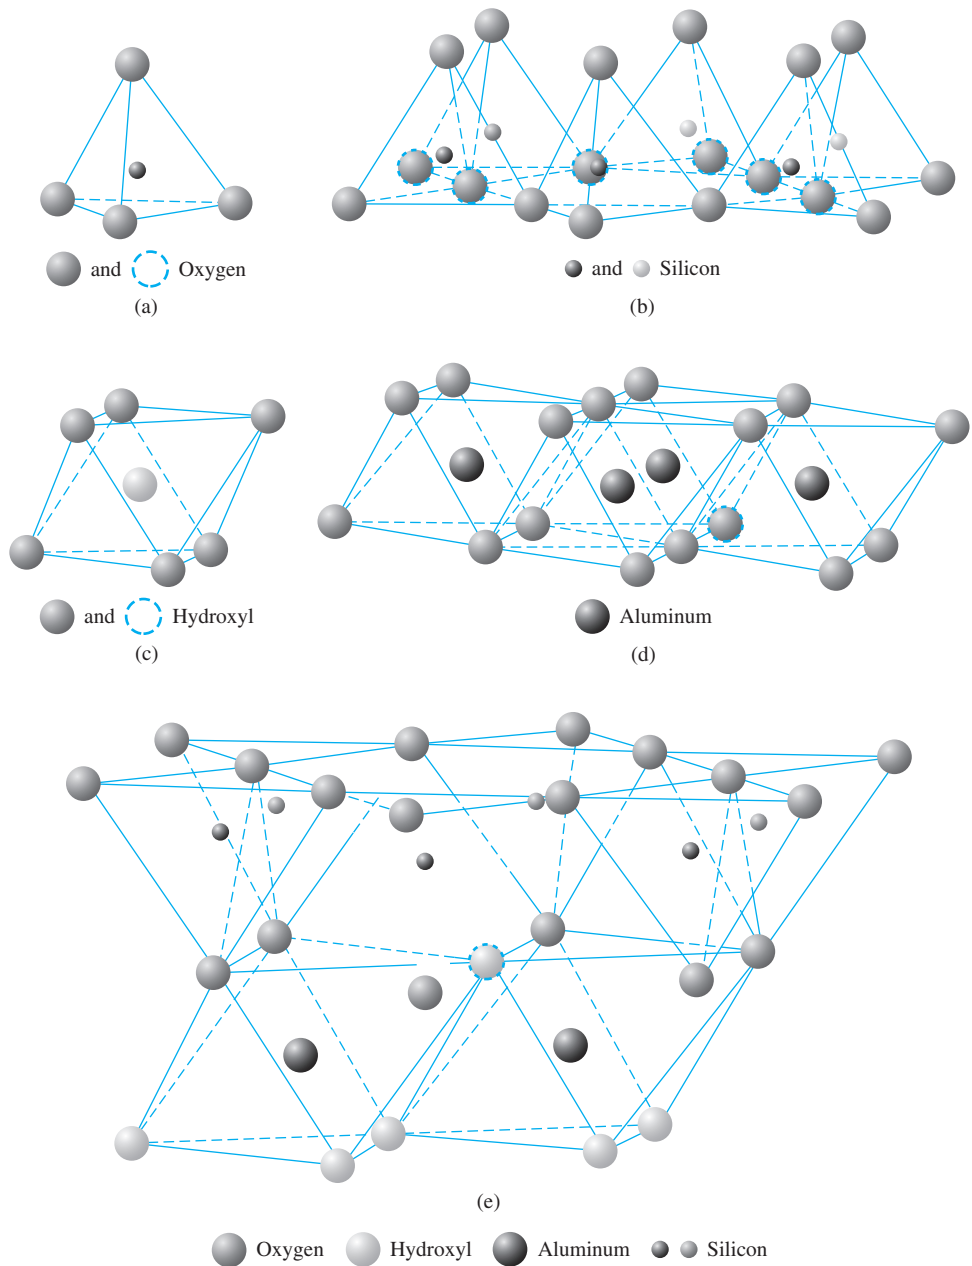 and Oxygen
(a)
and Silicon
(b)
and Hydroxyl
(c)
Aluminum
(d)
(e)
Oxygen Hydroxyl Aluminum Silicon